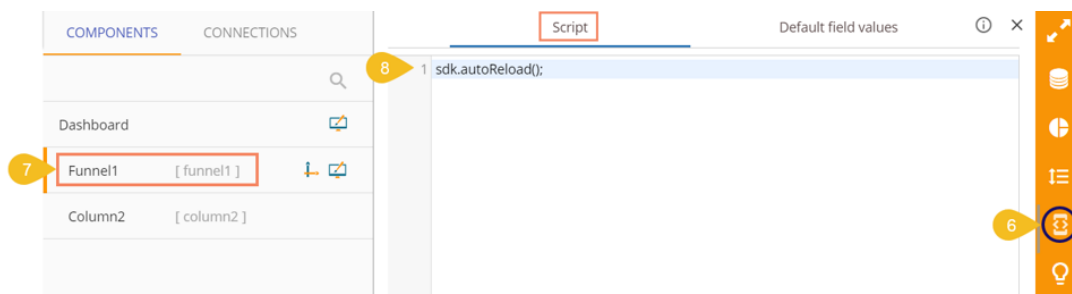 COMPONENTS CONNECTIONS
Script Default field values
8 1 sdk.autoReload();
Dashboard
7 Funnel1 [ funnel1 ]
Column2 [ column2 ]
6